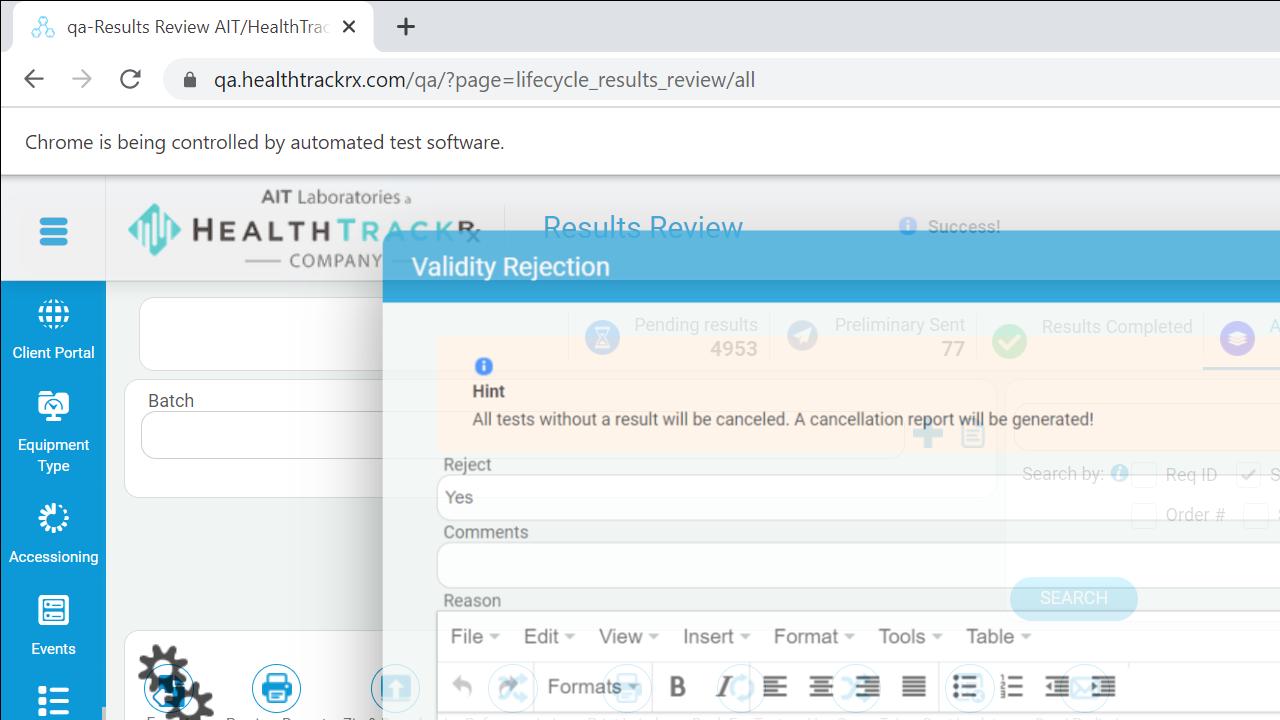 qa-Results Review AIT/HealthTrac
qa.healthtrackrx.com/qa/?page=lifecycle_results_review/all
Chrome is being controlled by automated test software.
AIT Laboratories a
HEALTHTRACKRx
COMPANY
Results Review
Success!
Validity Rejection
Client Portal
Pending results
4953
Preliminary Sent
77
Results Completed
Hint
All tests without a result will be canceled. A cancellation report will be generated!
Batch
Equipment
Type
Reject
Yes
Search by:
Req ID
Order #
Comments
Accessioning
Reason
SEARCH
File Edit View Insert Format Tools Table
Events
Formats B I